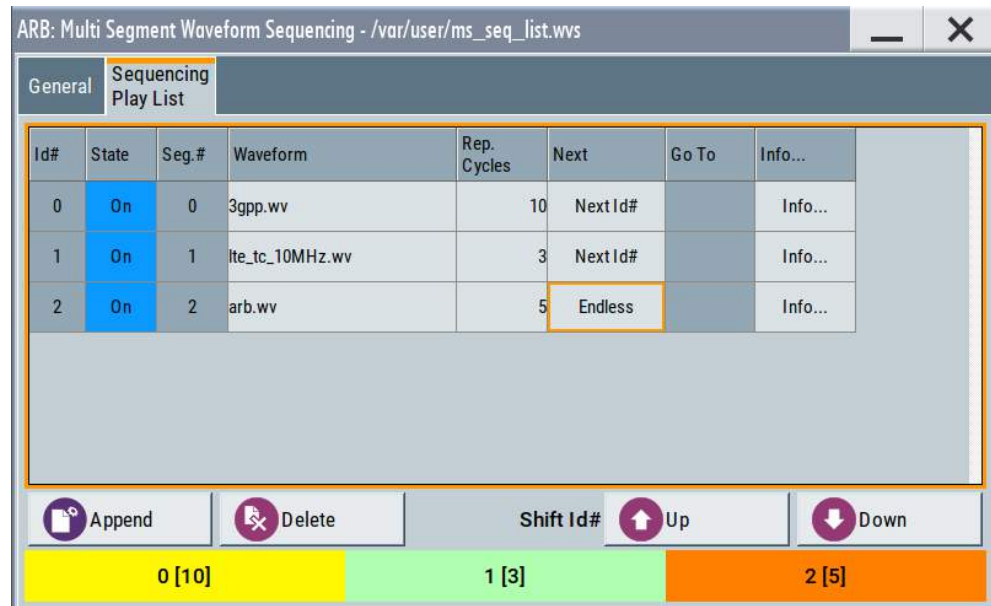 ARB: Multi Segment Waveform Sequencing - /var/user/ms_seq_list.wvs
General
Sequencing
Play List
Id# State Seg.# Waveform Rep. Cycles Next Go To Info...
0 On 0 3gpp.wv 10 Next Id# Info...
1 On 1 lte_tc_10MHz.wv 3 Next Id# Info...
2 On 2 arb.wv 5 Endless Info...
Append Delete Shift Id# Up Down
0 [10] 1 [3] 2 [5]